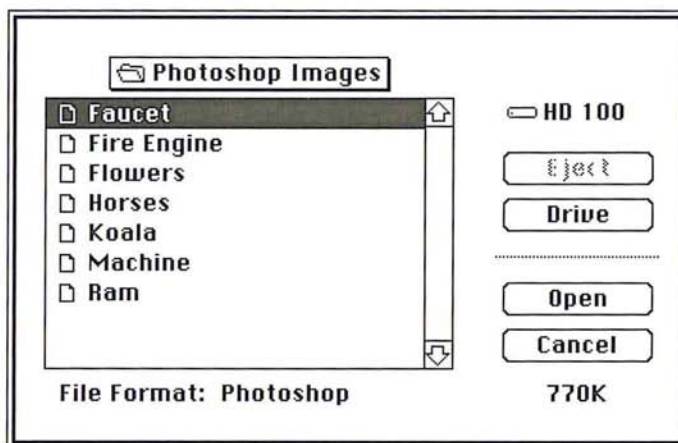 Photoshop Images
Faucet
Fire Engine
Flowers
Horses
Koala
Machine
Ram
HD 100
Eject
Drive
Open
Cancel
File Format: Photoshop
770K